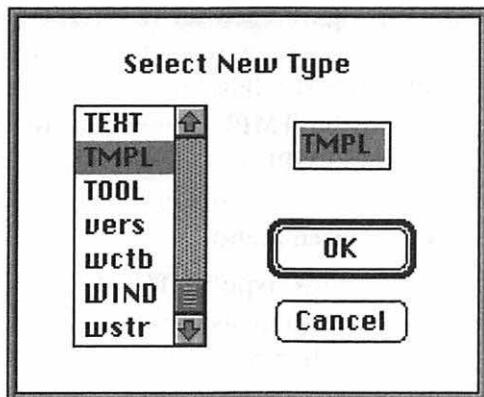 Select New Type
TEXT
TMPL
TOOL
vers
wctb
WIND
wstr
TMPL
OK
Cancel